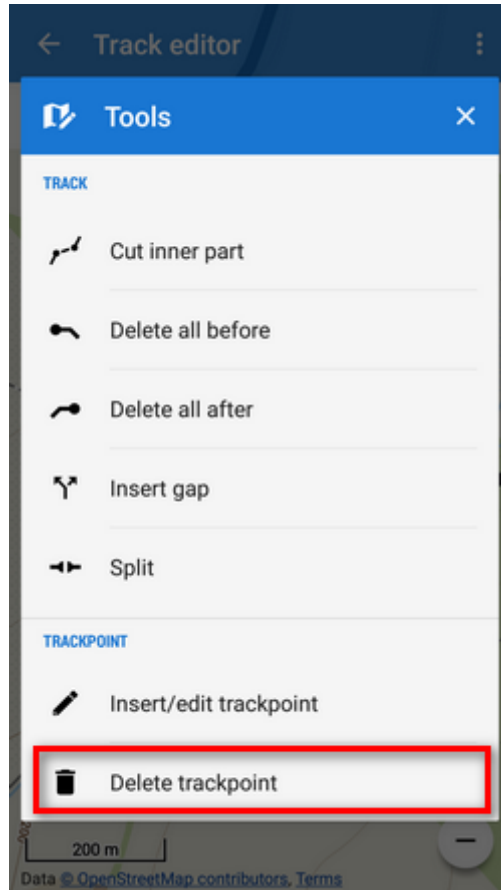 Track editor
Tools
TRACK
Cut inner part
Delete all before
Delete all after
Insert gap
Split
TRACKPOINT
Insert/edit trackpoint
Delete trackpoint
200
200 m
Data © OpenStreetMap contributors, Terms